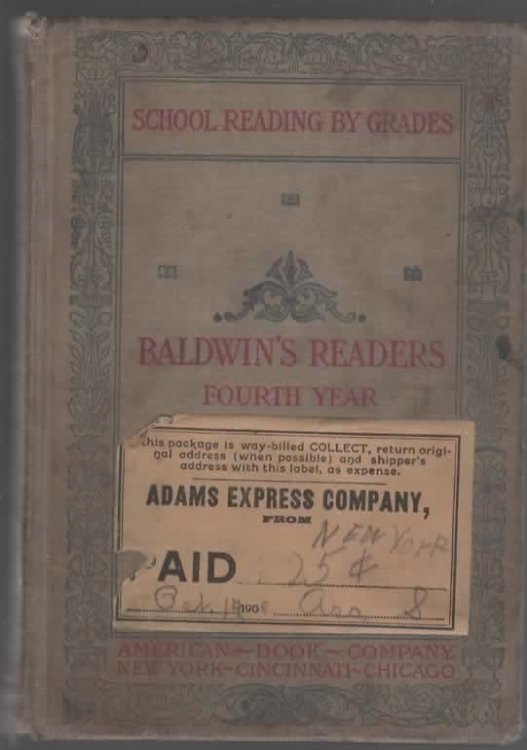 SCHOOL READING BY GRADES
BALDWIN'S READERS
FOURTH YEAR
this package is way-billed COLLECT, return origi-
nal address (when possible) and shipper's
address with this label, as expense.
ADAMS EXPRESS COMPANY,
FROM
NEW YORK
PAID 25 ¢
190
AMERICAN~BOOK~COMPANY
NEW YORK~CINCINNATI~CHICAGO